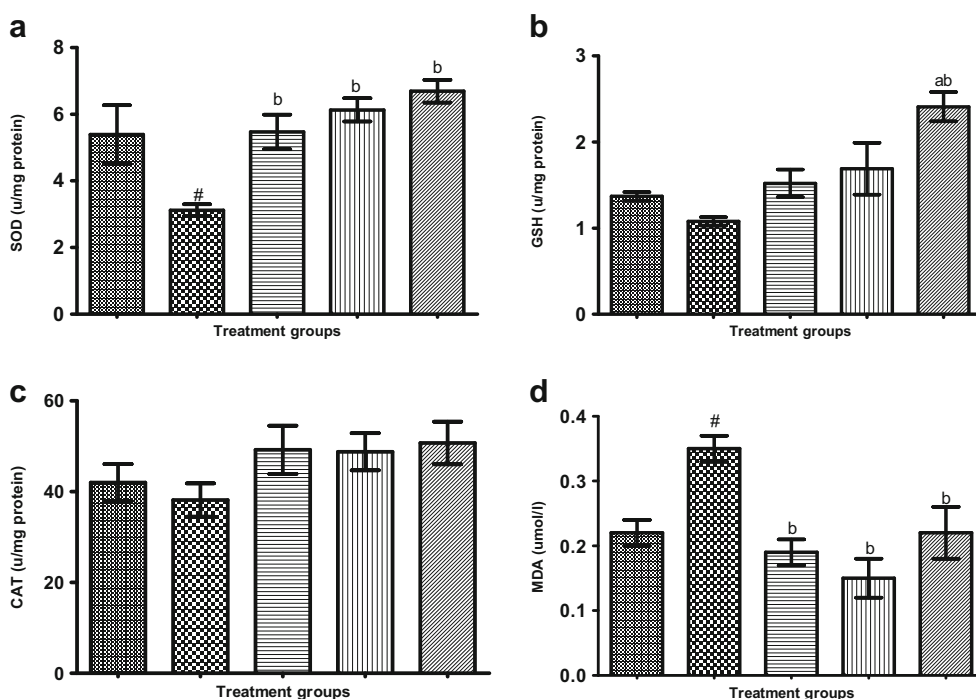 a
8
6
4
2
0
SOD (u/mg protein)
#
b
b
b
Treatment groups
b
3
2
1
0
GSH (u/mg protein)
ab
Treatment groups
c
60
40
20
0
CAT (u/mg protein)
Treatment groups
d
0.4
0.3
0.2
0.1
0.0
MDA (umol/l)
#
b
b
b
Treatment groups